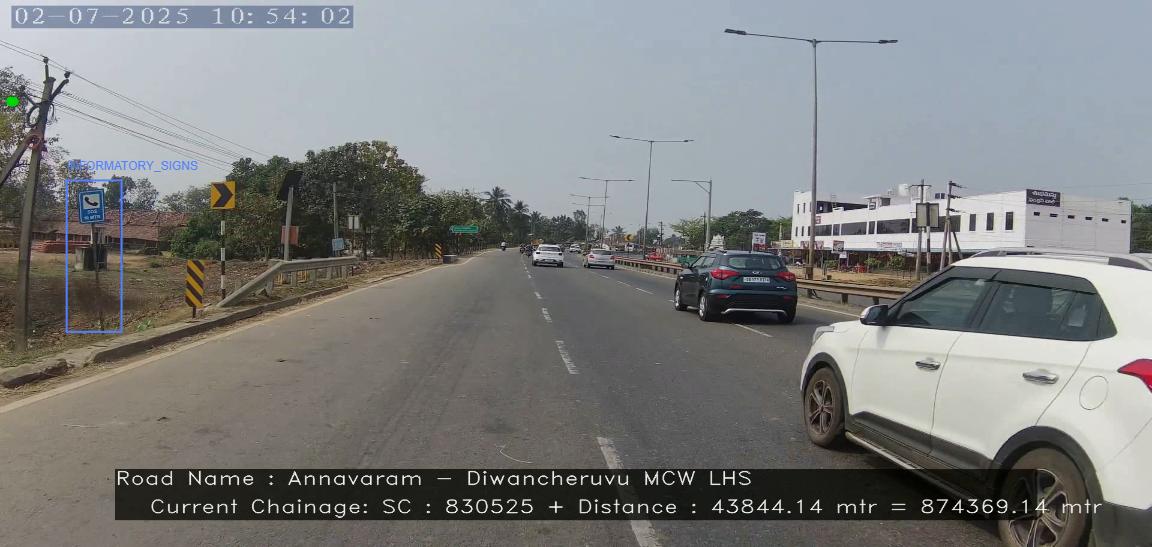 02-07-2025 10:54:02
INFORMATORY_SIGNS
SOS
Road Name : Annavaram - Diwancheruvu MCW LHS
Current Chainage: SC : 830525 + Distance : 43844.14 mtr = 874369.14 mtr